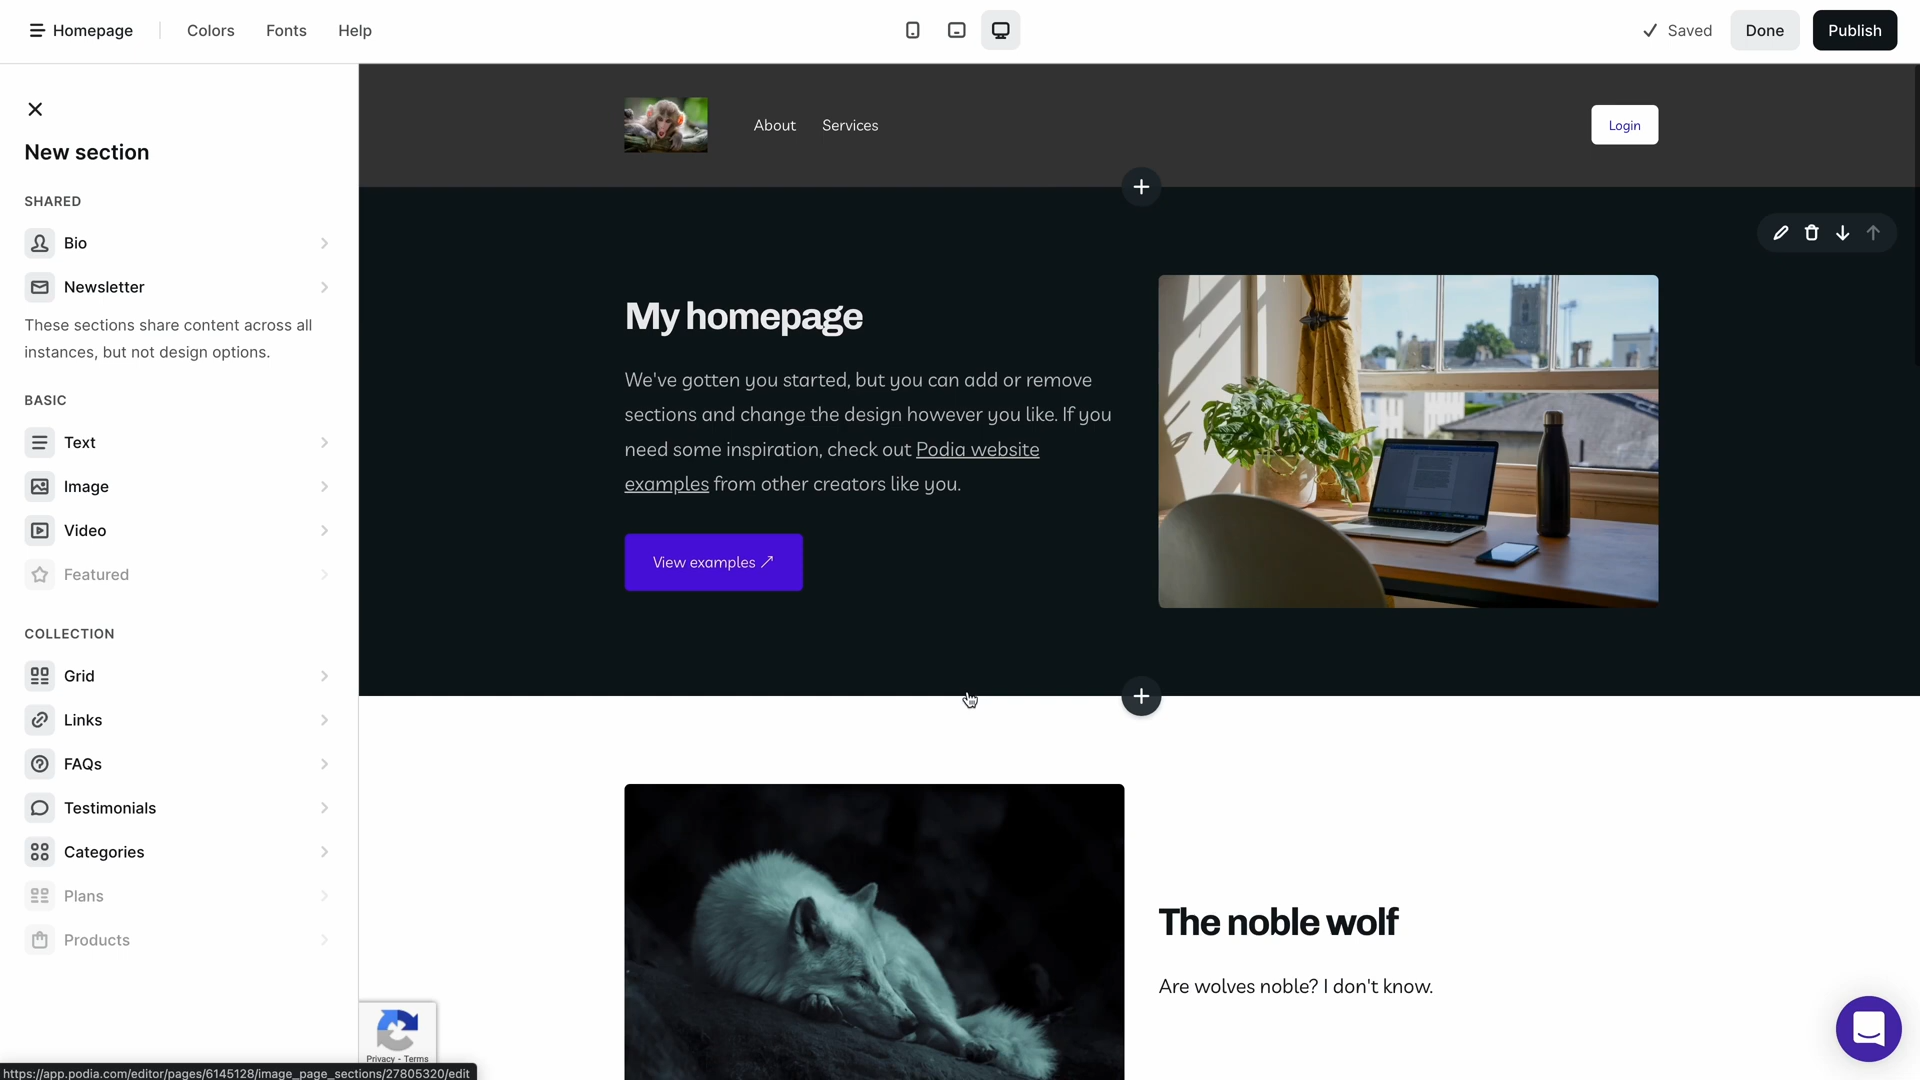 Homepage
Colors
Fonts
Help
Saved
Done
Publish
New section
SHARED
Bio
Newsletter
These sections share content across all
instances, but not design options.
BASIC
Text
Image
Video
Featured
COLLECTION
Grid
Links
FAQs
Testimonials
Categories
Plans
Products
About
Services
Login
My homepage
We've gotten you started, but you can add or remove
sections and change the design however you like. If you
need some inspiration, check out Podia website
examples from other creators like you.
View examples ↗
The noble wolf
Are wolves noble? I don't know.
Privacy - Terms
https://app.podia.com/editor/pages/6145128/image_page_sections/27805320/edit